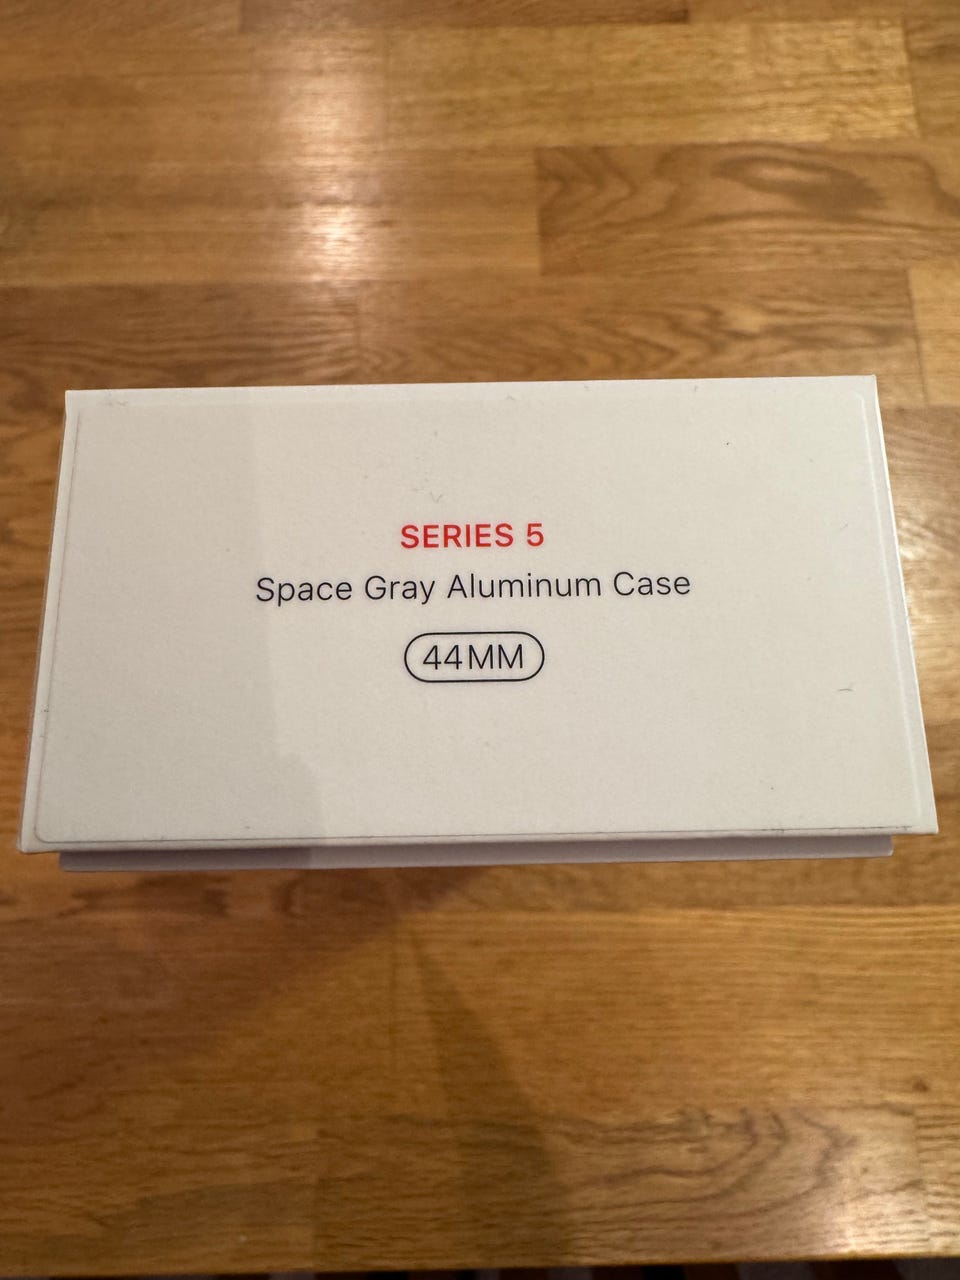 SERIES 5
Space Gray Aluminum Case
44MM